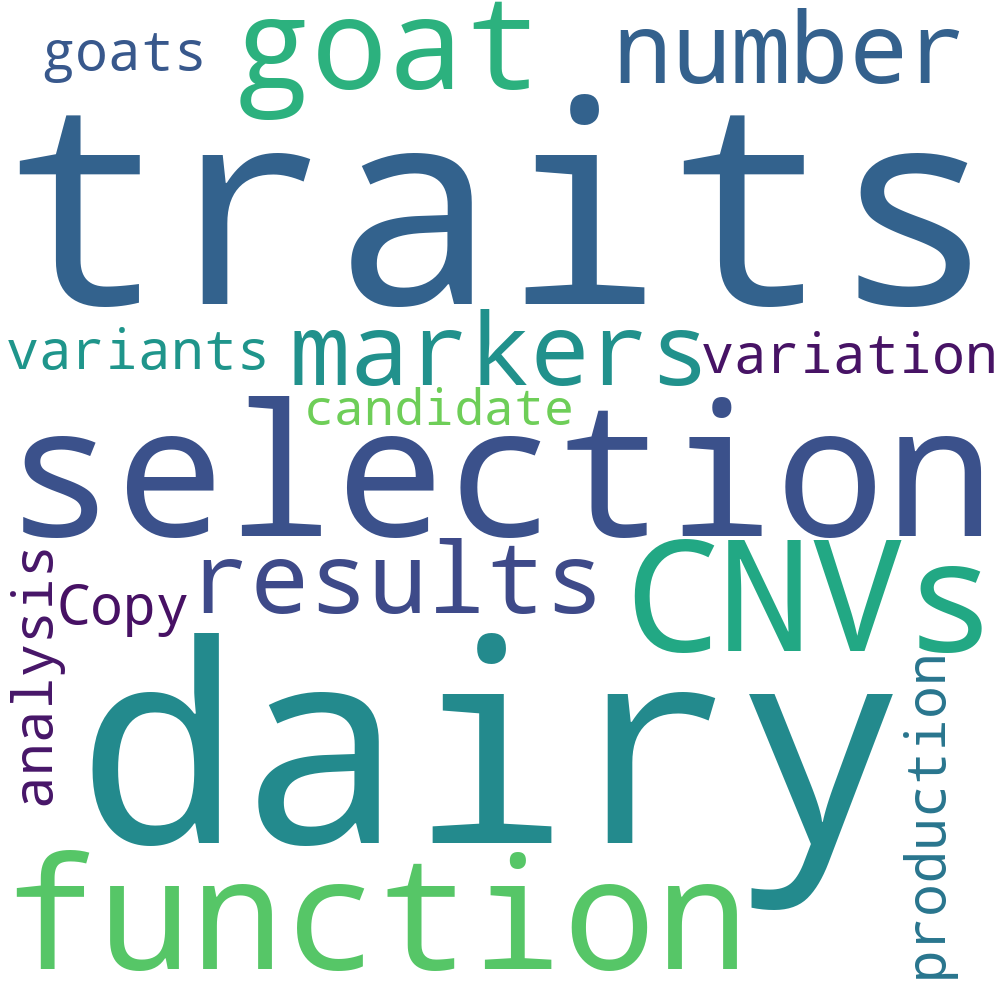 goats
goat
number
traits
variants
markers
variation
candidate
selection
analysis
Copy
results
CNVs
dairy
production
function